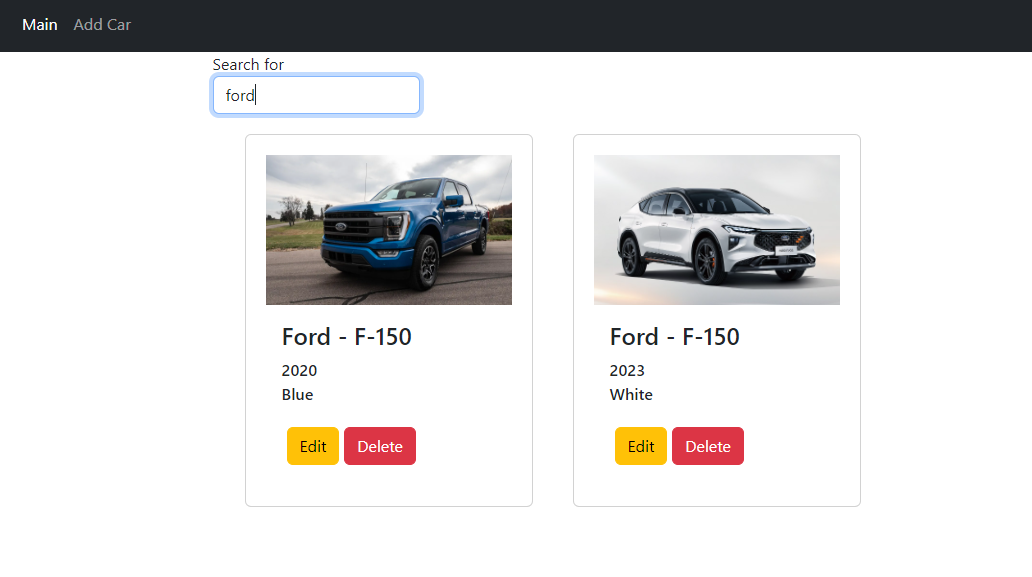 Main Add Car
Search for
ford
Ford - F-150
2020
Blue
Edit Delete
Ford - F-150
2023
White
Edit Delete